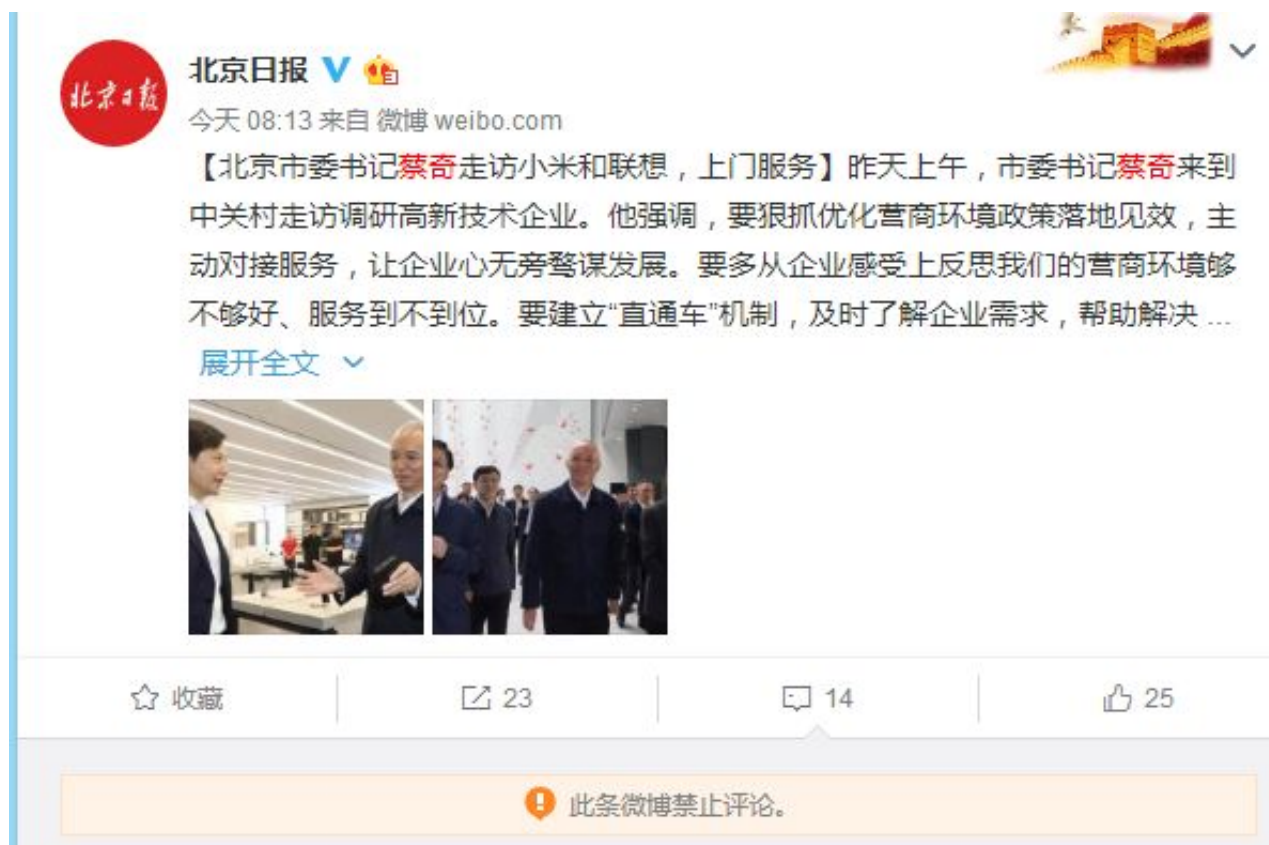 北京日报
北京日报
今天 08:13 来自 微博 weibo.com
【北京市委书记蔡奇走访小米和联想，上门服务】昨天上午，市委书记蔡奇来到
中关村走访调研高新技术企业。他强调，要狠抓优化营商环境政策落地见效，主
动对接服务，让企业心无旁骛谋发展。要多从企业感受上反思我们的营商环境够
不够好、服务到不到位。要建立“直通车”机制，及时了解企业需求，帮助解决 ...
展开全文
收藏
23
14
25
此条微博禁止评论。